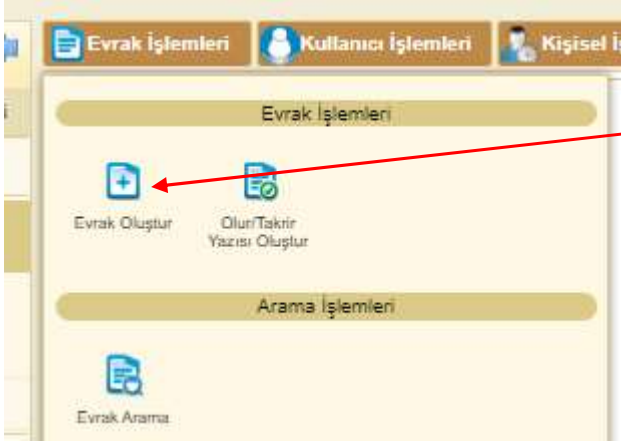 Evrak İşlemleri
Kullanıcı İşlemleri
Kişisel
Evrak İşlemleri
Evrak Oluştur
Olur/Takrir
Yazısı Oluştur
Arama İşlemleri
Evrak Arama